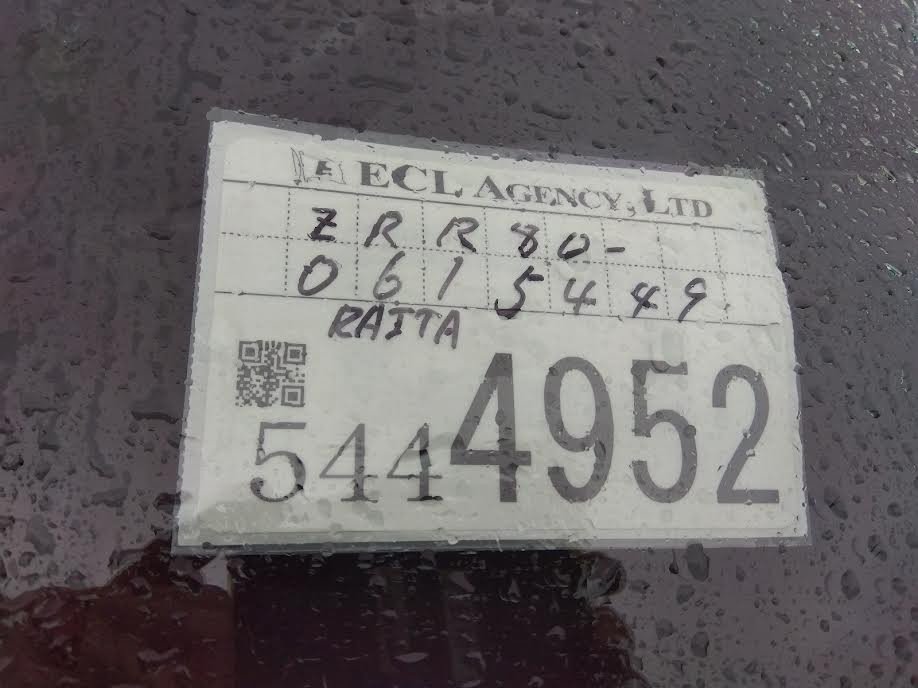 ECL AGENCY, LTD
ZRR80-
0615449
RAITA
5444952